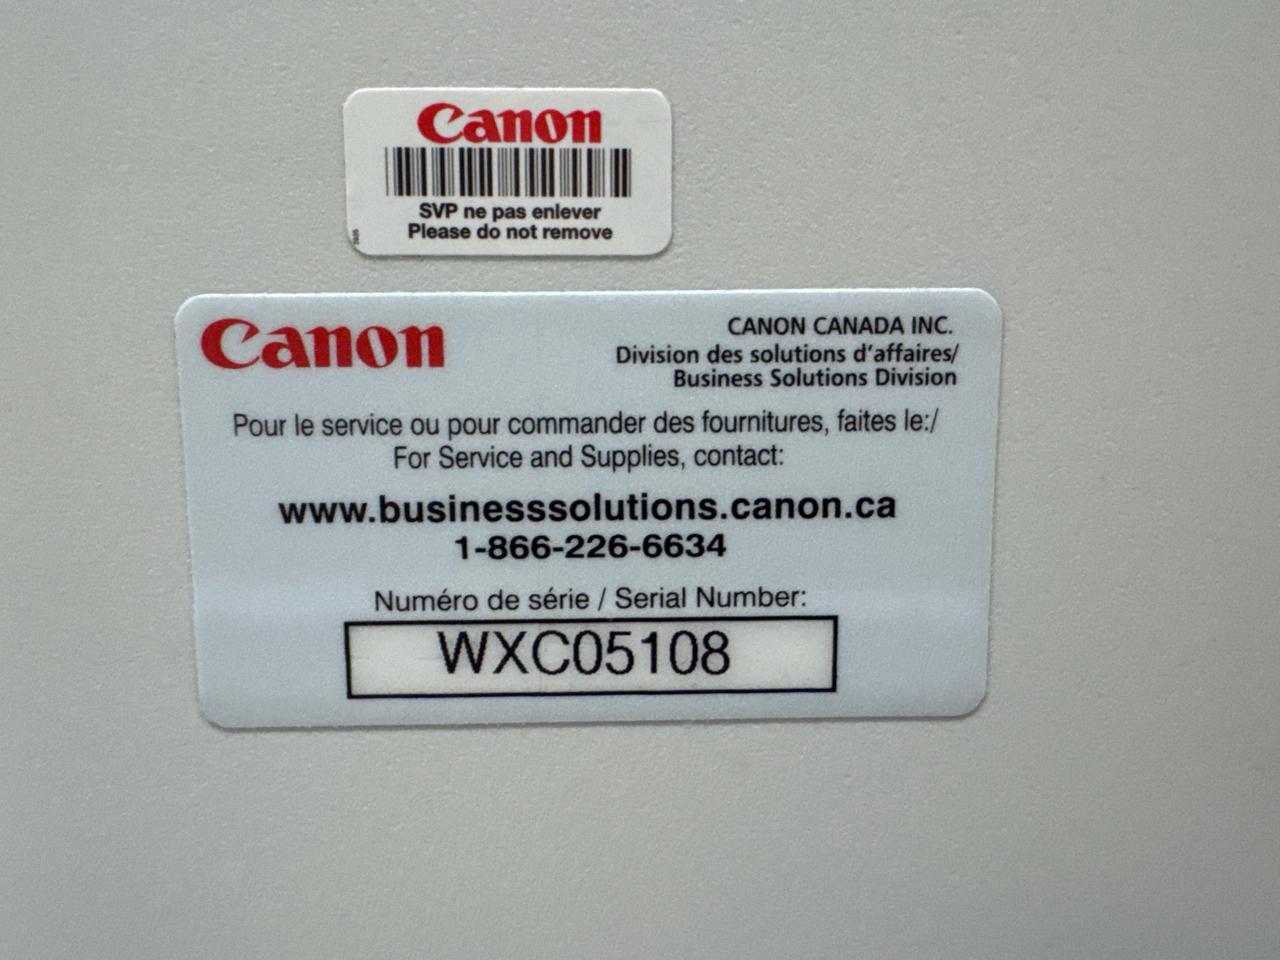 Canon
SVP ne pas enlever
Please do not remove
Canon
CANON CANADA INC.
Division des solutions d'affaires/
Business Solutions Division
Pour le service ou pour commander des fournitures, faites le:/
For Service and Supplies, contact:
www.businesssolutions.canon.ca
1-866-226-6634
Numéro de série / Serial Number:
WXC05108